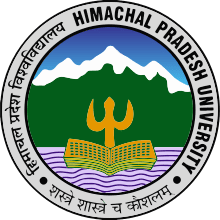 हिमाचल प्रदेश विश्वविद्यालय
HIMACHAL PRADESH UNIVERSITY
शस्त्रे शास्त्रे च कौशलम्